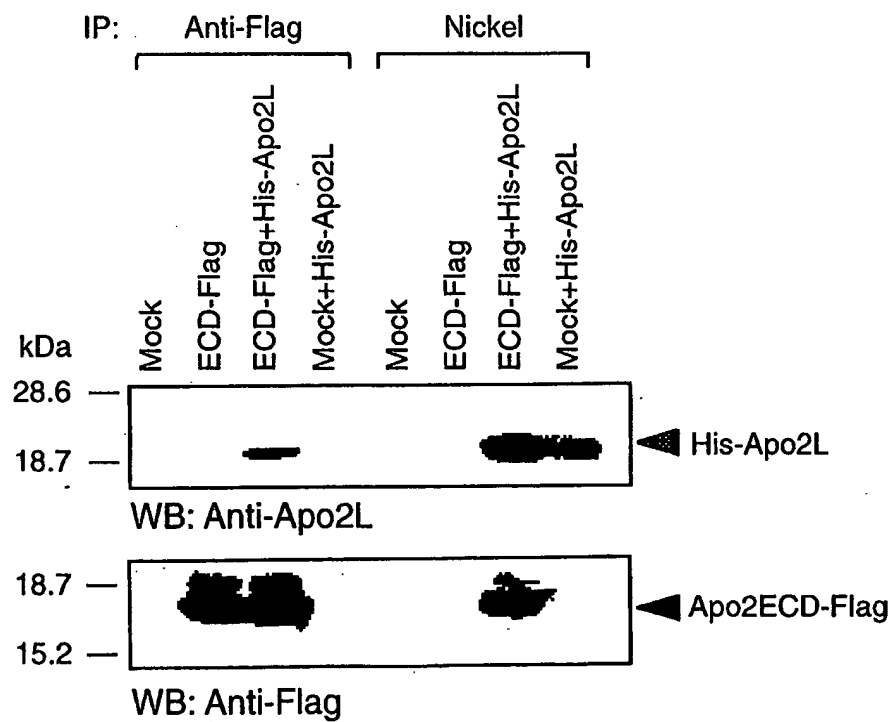 IP: Anti-Flag Nickel
Mock
ECD-Flag
ECD-Flag+His-Apo2L
Mock+His-Apo2L
Mock
ECD-Flag
ECD-Flag+His-Apo2L
Mock+His-Apo2L
kDa
28.6
18.7
His-Apo2L
WB: Anti-Apo2L
18.7
Apo2ECD-Flag
15.2
WB: Anti-Flag